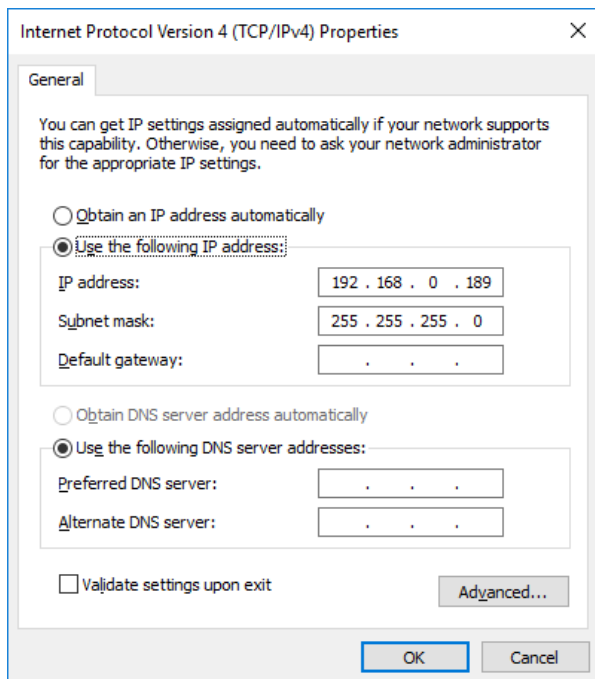 Internet Protocol Version 4 (TCP/IPv4) Properties
General
You can get IP settings assigned automatically if your network supports
this capability. Otherwise, you need to ask your network administrator
for the appropriate IP settings.
Obtain an IP address automatically
Use the following IP address:
IP address: 192 . 168 . 0 . 189
Subnet mask: 255 . 255 . 255 . 0
Default gateway: . . .
Obtain DNS server address automatically
Use the following DNS server addresses:
Preferred DNS server: . . .
Alternate DNS server: . . .
Validate settings upon exit
Advanced...
OK Cancel